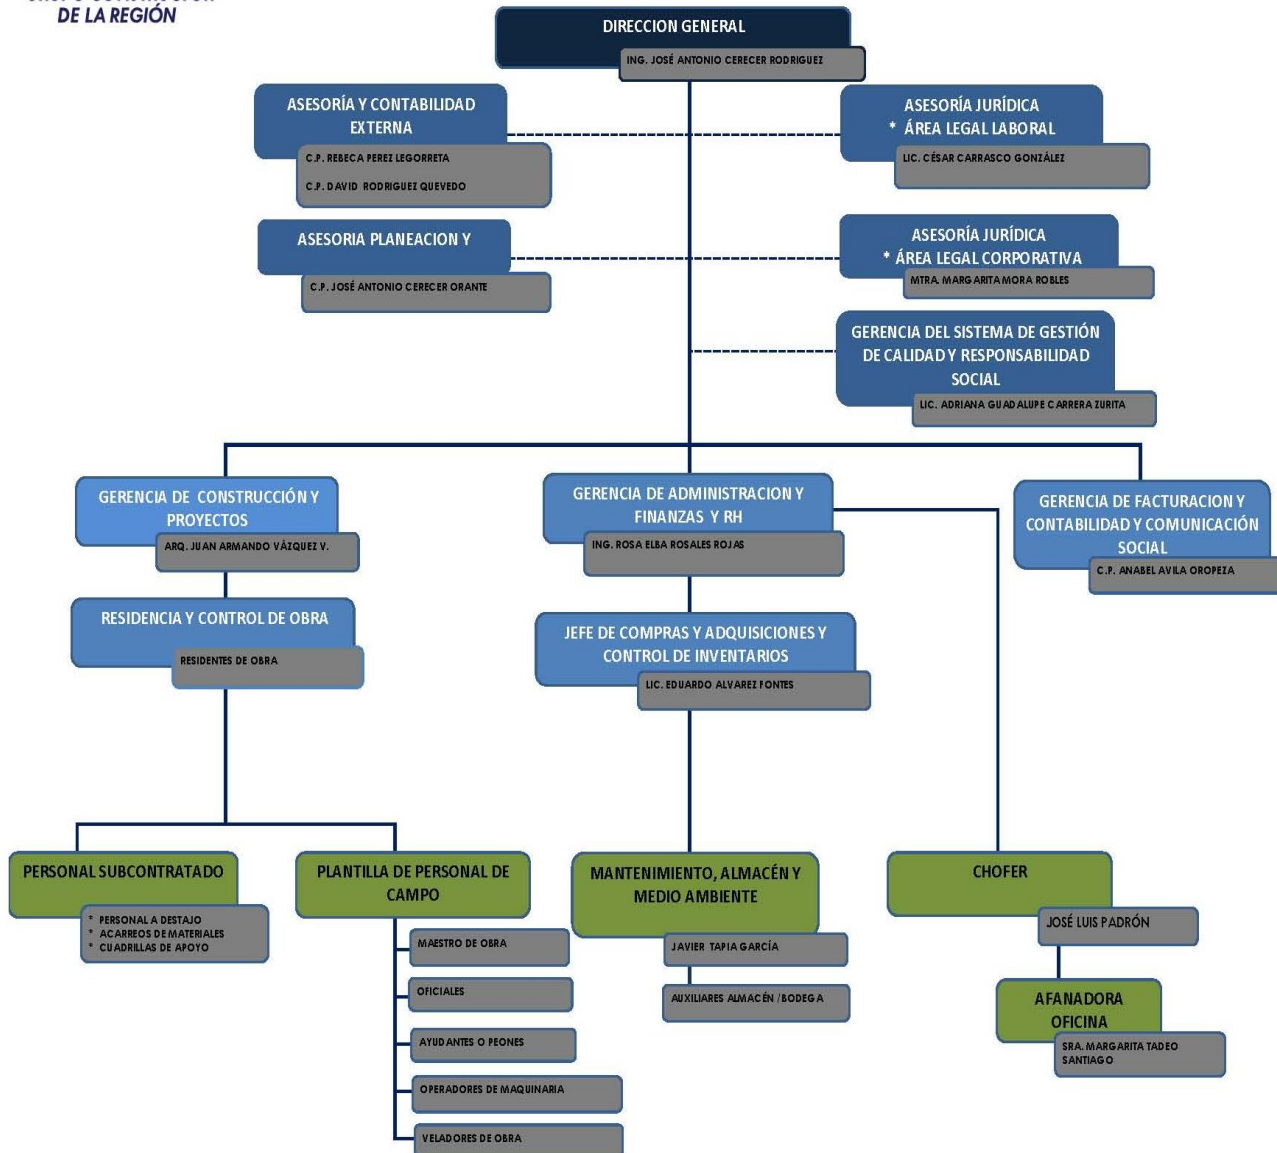 DE LA REGIÓN
DIRECCION GENERAL
ING. JOSÉ ANTONIO CERECER RODRIGUEZ
ASESORÍA Y CONTABILIDAD
EXTERNA
C.P. REBECA PEREZ LEGORRETA
C.P. DAVID RODRIGUEZ QUEVEDO
ASESORÍA JURÍDICA
* ÁREA LEGAL LABORAL
LIC. CÉSAR CARRASCO GONZÁLEZ
ASESORIA PLANEACION Y
C.P. JOSÉ ANTONIO CERECER ORANTE
ASESORÍA JURÍDICA
* ÁREA LEGAL CORPORATIVA
MTRA. MARGARITA MORA ROBLES
GERENCIA DEL SISTEMA DE GESTIÓN
DE CALIDAD Y RESPONSABILIDAD
SOCIAL
LIC. ADRIANA GUADALUPE CARRERA ZURITA
GERENCIA DE CONSTRUCCIÓN Y
PROYECTOS
ARQ. JUAN ARMANDO VÁZQUEZ V.
GERENCIA DE ADMINISTRACION Y
FINANZAS Y RH
ING. ROSA ELBA ROSALES ROJAS
GERENCIA DE FACTURACION Y
CONTABILIDAD Y COMUNICACIÓN
SOCIAL
C.P. ANABEL AVILA OROPEZA
RESIDENCIA Y CONTROL DE OBRA
RESIDENTES DE OBRA
JEFE DE COMPRAS Y ADQUISICIONES Y
CONTROL DE INVENTARIOS
LIC. EDUARDO ALVAREZ FONTES
PERSONAL SUBCONTRATADO
* PERSONAL A DESTAJO
* ACARREOS DE MATERIALES
* CUADRILLAS DE APOYO
PLANTILLA DE PERSONAL DE
CAMPO
MAESTRO DE OBRA
OFICIALES
AYUDANTES O PEONES
OPERADORES DE MAQUINARIA
VELADORES DE OBRA
MANTENIMIENTO, ALMACÉN Y
MEDIO AMBIENTE
JAVIER TAPIA GARCÍA
AUXILIARES ALMACÉN /BODEGA
CHOFER
JOSÉ LUIS PADRÓN
AFANADORA
OFICINA
SRA. MARGARITA TADEO
SANTIAGO